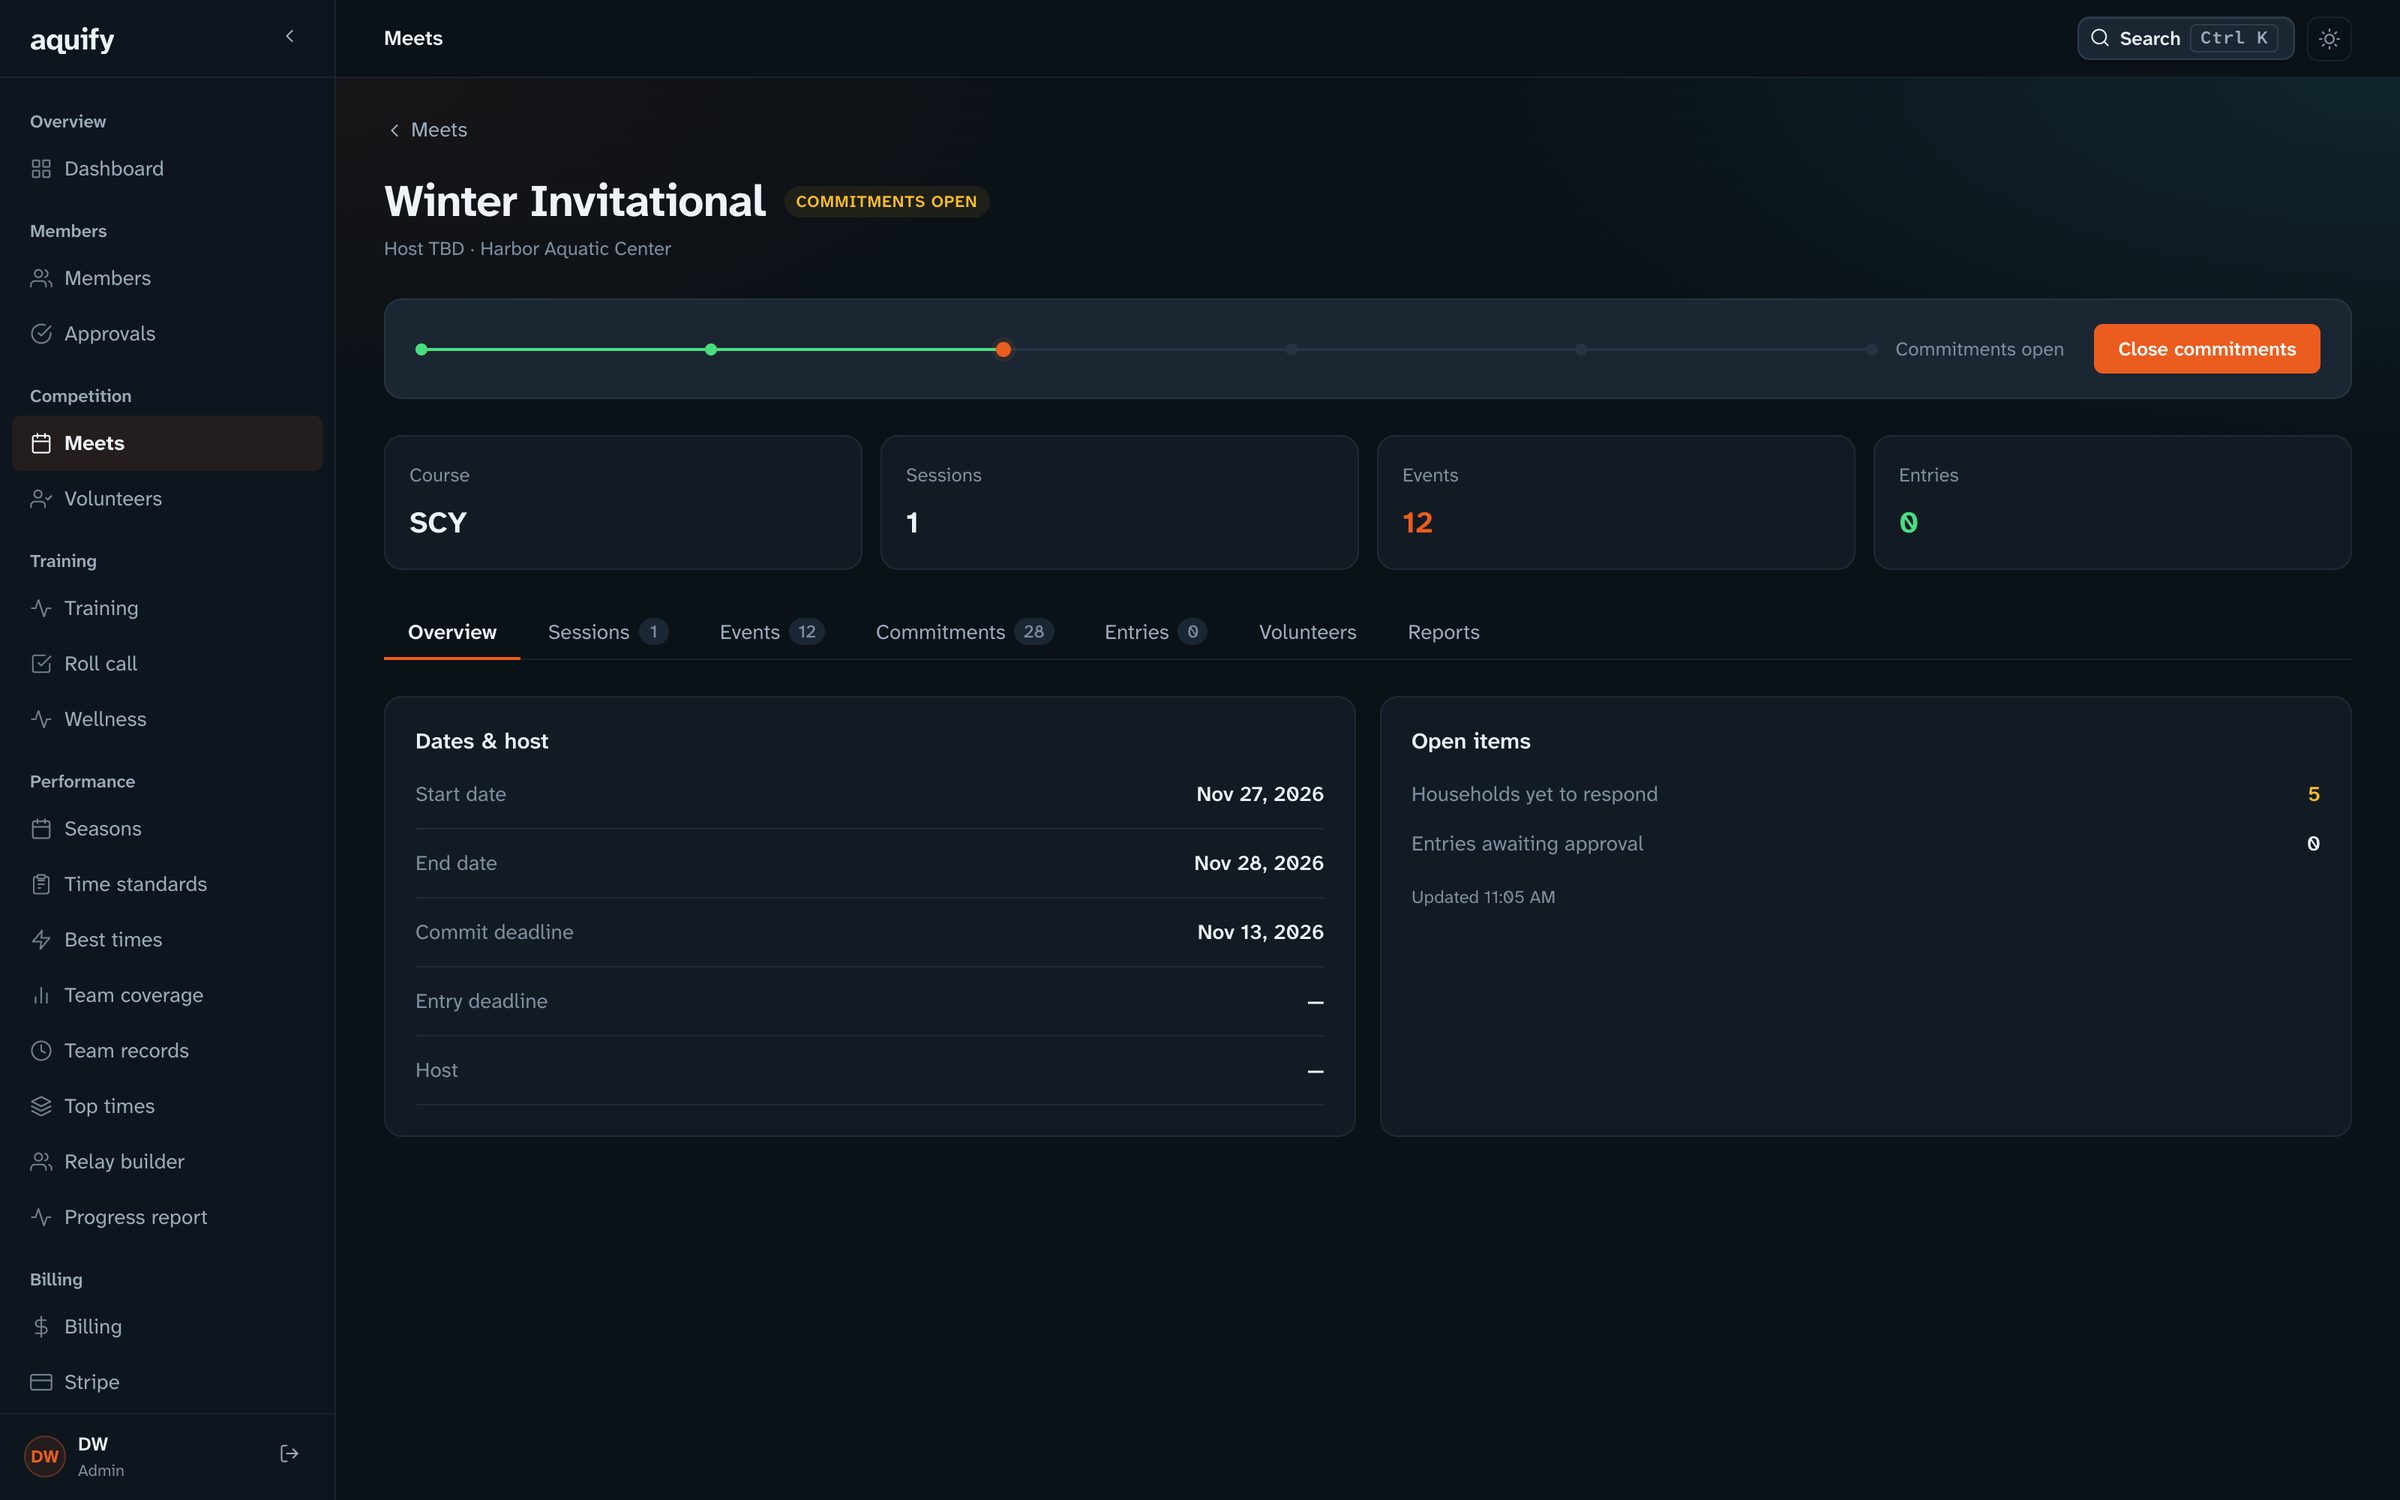 aquify
Meets
Search Ctrl K
Overview
Dashboard
Members
Members
Approvals
Competition
Meets
Volunteers
Training
Training
Roll call
Wellness
Performance
Seasons
Time standards
Best times
Team coverage
Team records
Top times
Relay builder
Progress report
Billing
Billing
Stripe
DW
DW
Admin
Meets
Winter Invitational COMMITMENTS OPEN
Host TBD · Harbor Aquatic Center
Commitments open Close commitments
Course
SCY
Sessions
1
Events
12
Entries
0
Overview Sessions 1 Events 12 Commitments 28 Entries 0 Volunteers Reports
Dates & host
Start date Nov 27, 2026
End date Nov 28, 2026
Commit deadline Nov 13, 2026
Entry deadline —
Host —
Open items
Households yet to respond 5
Entries awaiting approval 0
Updated 11:05 AM